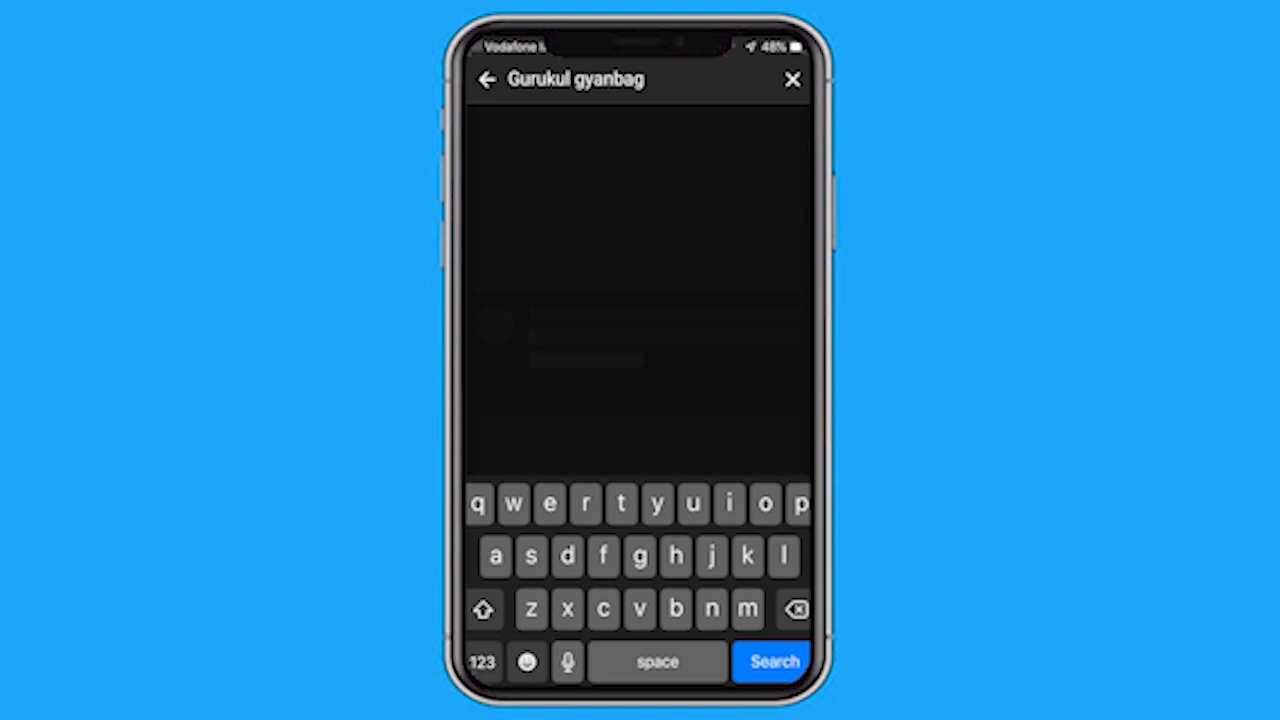 Vodafone 48%
Gurukul gyanbag
q w e r t y u i o p
a s d f g h j k l
z x c v b n m
123 space Search